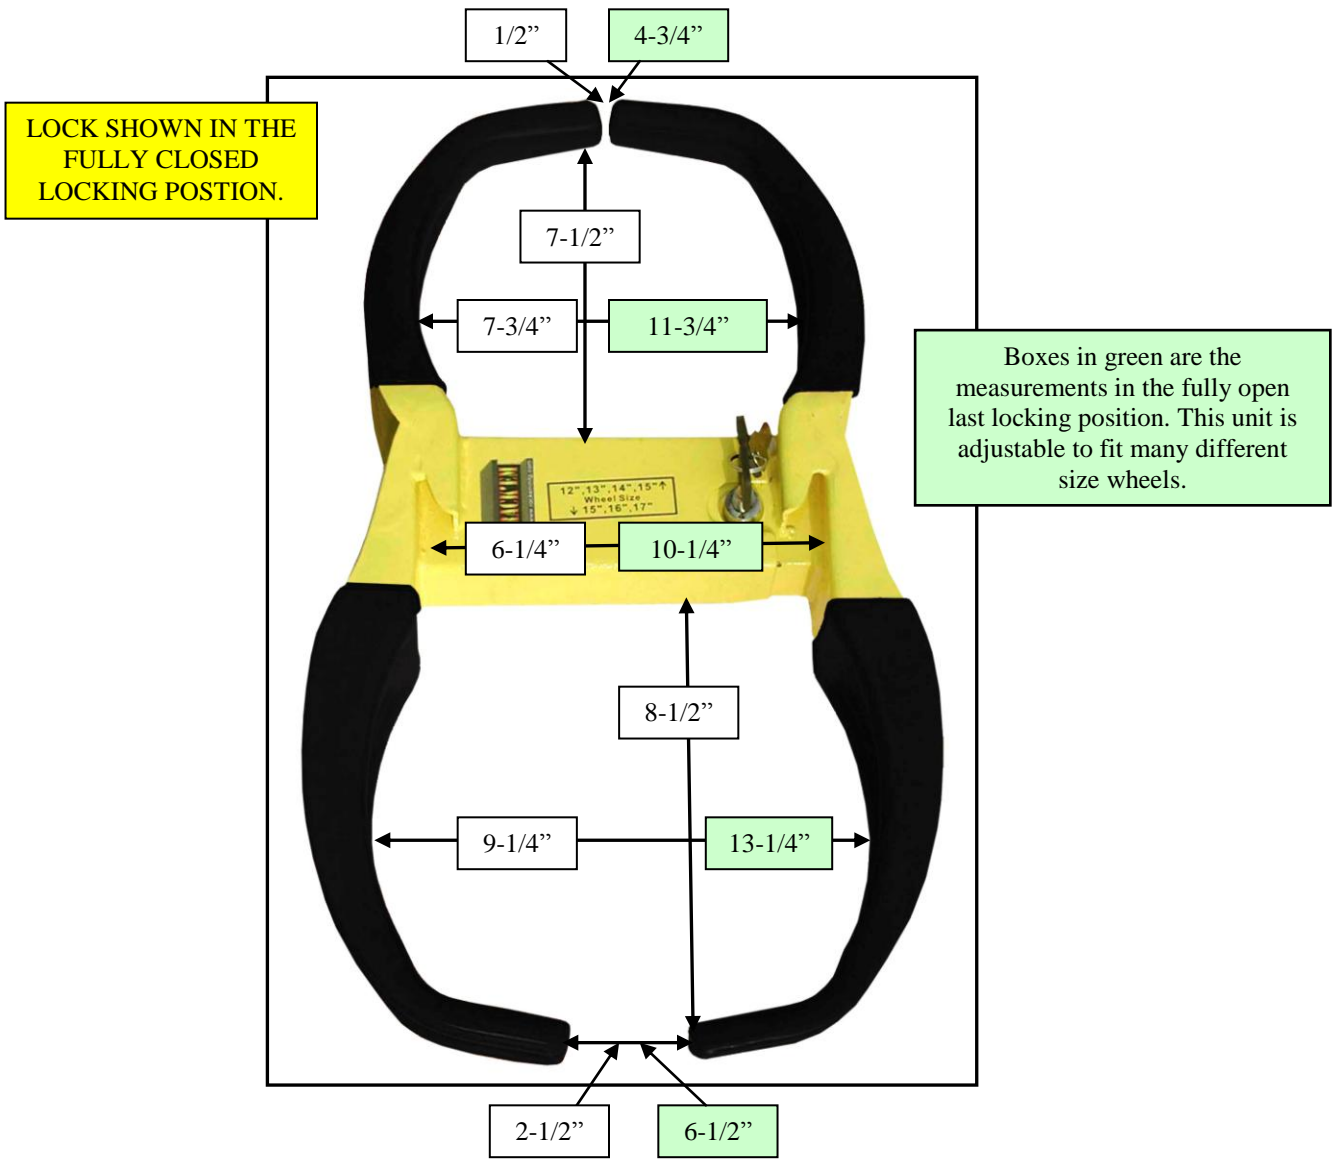 1/2”
4-3/4”
LOCK SHOWN IN THE
FULLY CLOSED
LOCKING POSTION.
7-1/2”
7-3/4”
11-3/4”
Boxes in green are the
measurements in the fully open
last locking position. This unit is
adjustable to fit many different
size wheels.
12",13",14",15"↑
Wheel Size
↓ 15",16",17"
6-1/4”
10-1/4”
8-1/2”
9-1/4”
13-1/4”
2-1/2”
6-1/2”